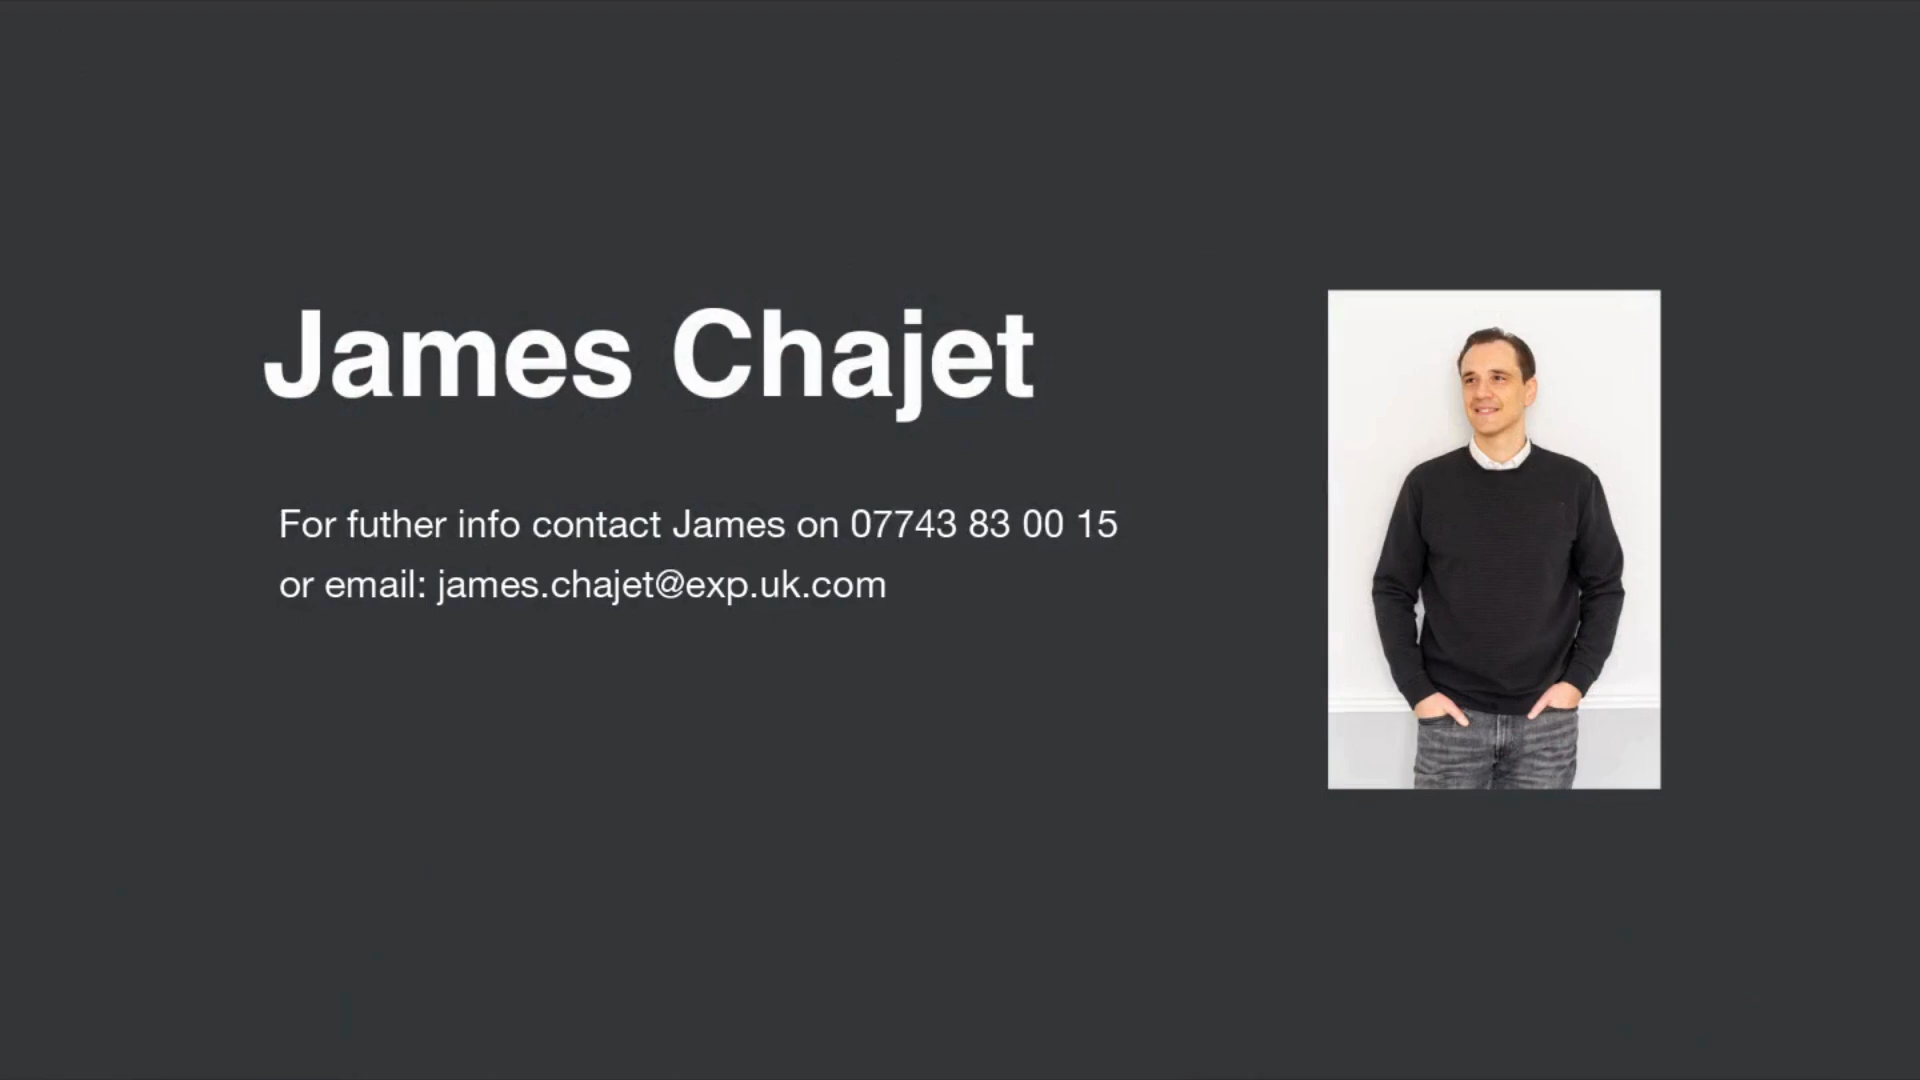 James Chajet
For futher info contact James on 07743 83 00 15
or email: james.chajet@exp.uk.com